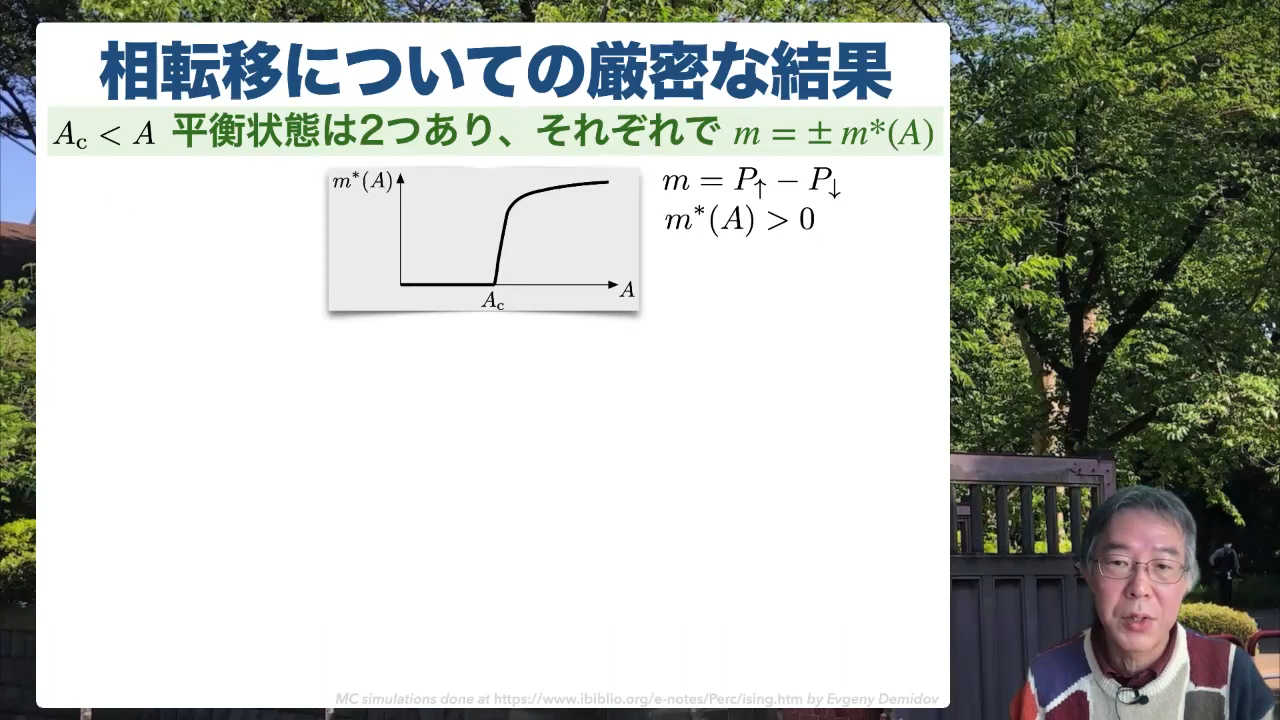 相転移についての厳密な結果
A_c < A 平衡状態は2つあり、それぞれで m = ± m*(A)
m*(A)
m = P↑ − P↓
m*(A) > 0
A
A_c
MC simulations done at https://www.ibiblio.org/e-notes/Perc/ising.htm by Evgeny Demidov